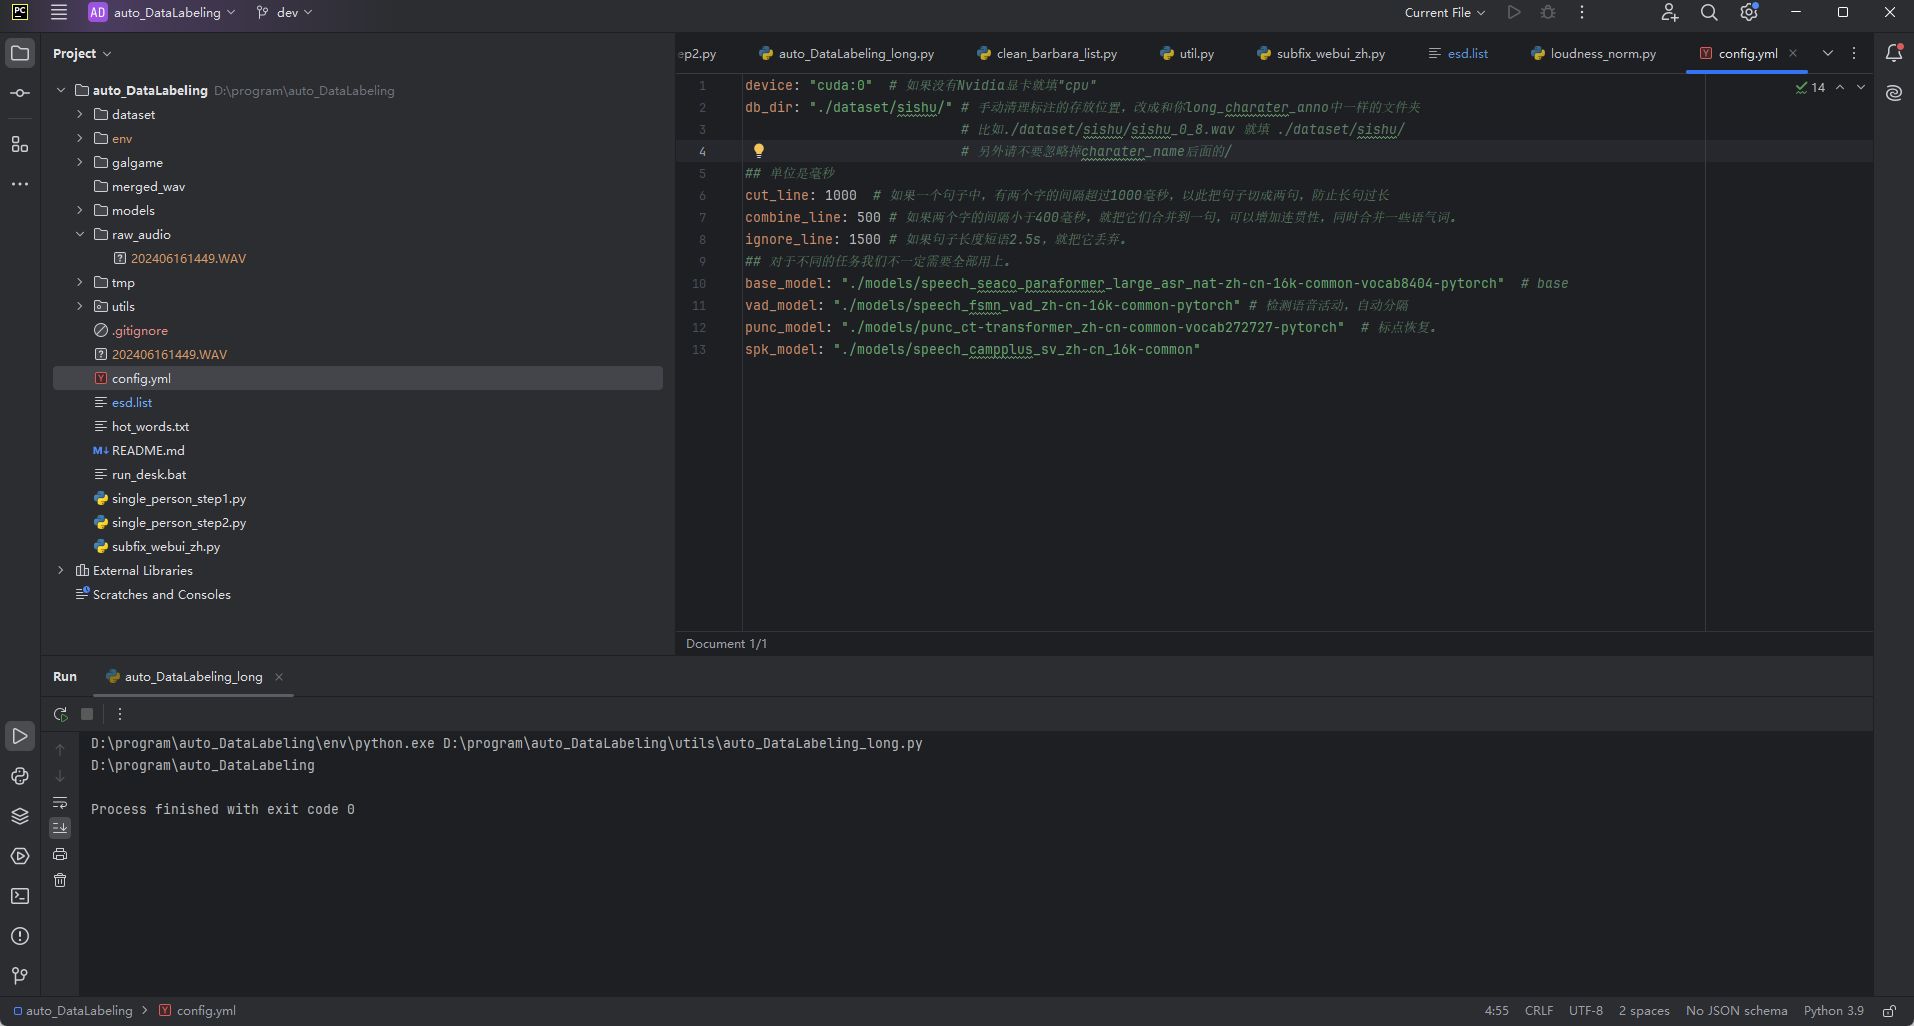 PC
AD auto_DataLabeling dev Current File
Project
ep2.py auto_DataLabeling_long.py clean_barbara_list.py util.py subfix_webui_zh.py esd.list loudness_norm.py config.yml
auto_DataLabeling D:\program\auto_DataLabeling
dataset
env
galgame
merged_wav
models
raw_audio
202406161449.WAV
tmp
utils
.gitignore
202406161449.WAV
config.yml
esd.list
hot_words.txt
README.md
run_desk.bat
single_person_step1.py
single_person_step2.py
subfix_webui_zh.py
External Libraries
Scratches and Consoles
14
1 device: "cuda:0"  # 如果没有Nvidia显卡就填"cpu"
2 db_dir: "./dataset/sishu/" # 手动清理标注的存放位置，改成和你long_charater_anno中一样的文件夹
3 # 比如./dataset/sishu/sishu_0_8.wav 就填 ./dataset/sishu/
4 # 另外请不要忽略掉charater_name后面的/
5 ## 单位是毫秒
6 cut_line: 1000  # 如果一个句子中，有两个字的间隔超过1000毫秒，以此把句子切成两句，防止长句过长
7 combine_line: 500 # 如果两个字的间隔小于400毫秒，就把它们合并到一句，可以增加连贯性，同时合并一些语气词。
8 ignore_line: 1500 # 如果句子长度短语2.5s，就把它丢弃。
9 ## 对于不同的任务我们不一定需要全部用上。
10 base_model: "./models/speech_seaco_paraformer_large_asr_nat-zh-cn-16k-common-vocab8404-pytorch"  # base
11 vad_model: "./models/speech_fsmn_vad_zh-cn-16k-common-pytorch" # 检测语音活动，自动分隔
12 punc_model: "./models/punc_ct-transformer_zh-cn-common-vocab272727-pytorch"  # 标点恢复。
13 spk_model: "./models/speech_campplus_sv_zh-cn_16k-common"
Document 1/1
Run auto_DataLabeling_long
D:\program\auto_DataLabeling\env\python.exe D:\program\auto_DataLabeling\utils\auto_DataLabeling_long.py
D:\program\auto_DataLabeling
Process finished with exit code 0
auto_DataLabeling > config.yml 4:55 CRLF UTF-8 2 spaces No JSON schema Python 3.9